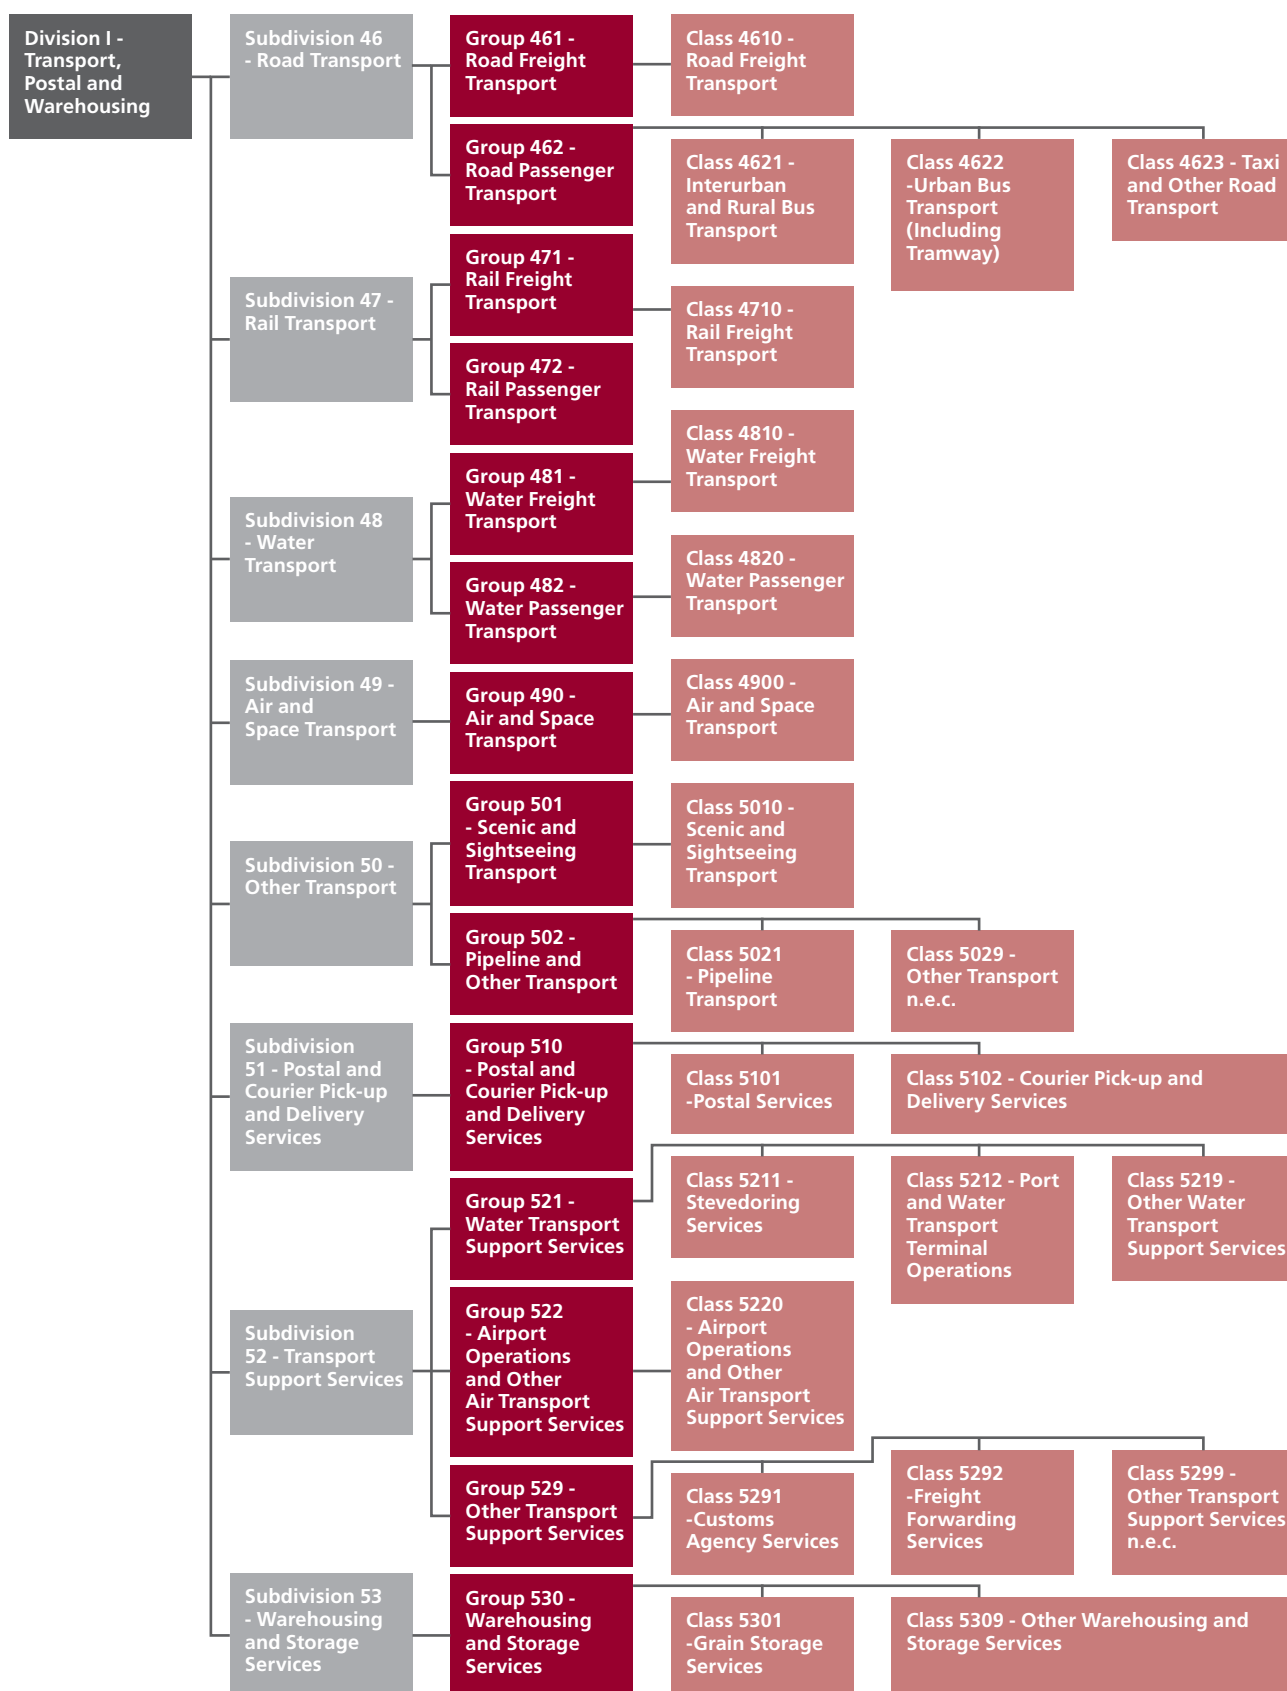 Division I -
Transport,
Postal and
Warehousing
Subdivision 46
- Road Transport
Group 461 -
Road Freight
Transport
Class 4610 -
Road Freight
Transport
Group 462 -
Road Passenger
Transport
Class 4621 -
Interurban
and Rural Bus
Transport
Class 4622
-Urban Bus
Transport
(Including
Tramway)
Class 4623 - Taxi
and Other Road
Transport
Subdivision 47 -
Rail Transport
Group 471 -
Rail Freight
Transport
Class 4710 -
Rail Freight
Transport
Group 472 -
Rail Passenger
Transport
Subdivision 48
- Water
Transport
Group 481 -
Water Freight
Transport
Class 4810 -
Water Freight
Transport
Group 482 -
Water Passenger
Transport
Class 4820 -
Water Passenger
Transport
Subdivision 49 -
Air and
Space Transport
Group 490 -
Air and Space
Transport
Class 4900 -
Air and Space
Transport
Subdivision 50 -
Other Transport
Group 501
- Scenic and
Sightseeing
Transport
Class 5010 -
Scenic and
Sightseeing
Transport
Group 502 -
Pipeline and
Other Transport
Class 5021
- Pipeline
Transport
Class 5029 -
Other Transport
n.e.c.
Subdivision
51 - Postal and
Courier Pick-up
and Delivery
Services
Group 510
- Postal and
Courier Pick-up
and Delivery
Services
Class 5101
-Postal Services
Class 5102 - Courier Pick-up and
Delivery Services
Subdivision
52 - Transport
Support Services
Group 521 -
Water Transport
Support Services
Class 5211 -
Stevedoring
Services
Class 5212 - Port
and Water
Transport
Terminal
Operations
Class 5219 -
Other Water
Transport
Support Services
Group 522
- Airport
Operations
and Other
Air Transport
Support Services
Class 5220
- Airport
Operations
and Other
Air Transport
Support Services
Group 529 -
Other Transport
Support Services
Class 5291
-Customs
Agency Services
Class 5292
-Freight
Forwarding
Services
Class 5299 -
Other Transport
Support Services
n.e.c.
Subdivision 53
- Warehousing
and Storage
Services
Group 530 -
Warehousing
and Storage
Services
Class 5301
-Grain Storage
Services
Class 5309 - Other Warehousing and
Storage Services